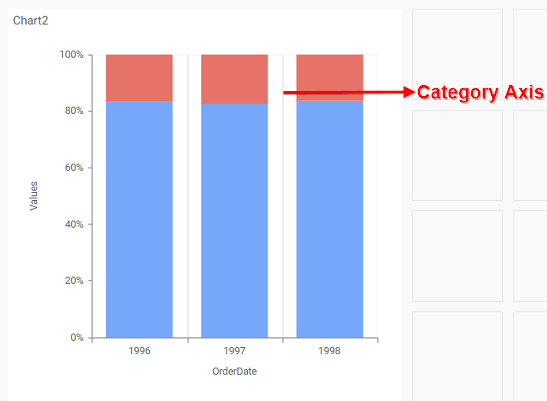 Chart2
100%
80%
60%
40%
20%
0%
Values
1996 1997 1998
OrderDate
Category Axis